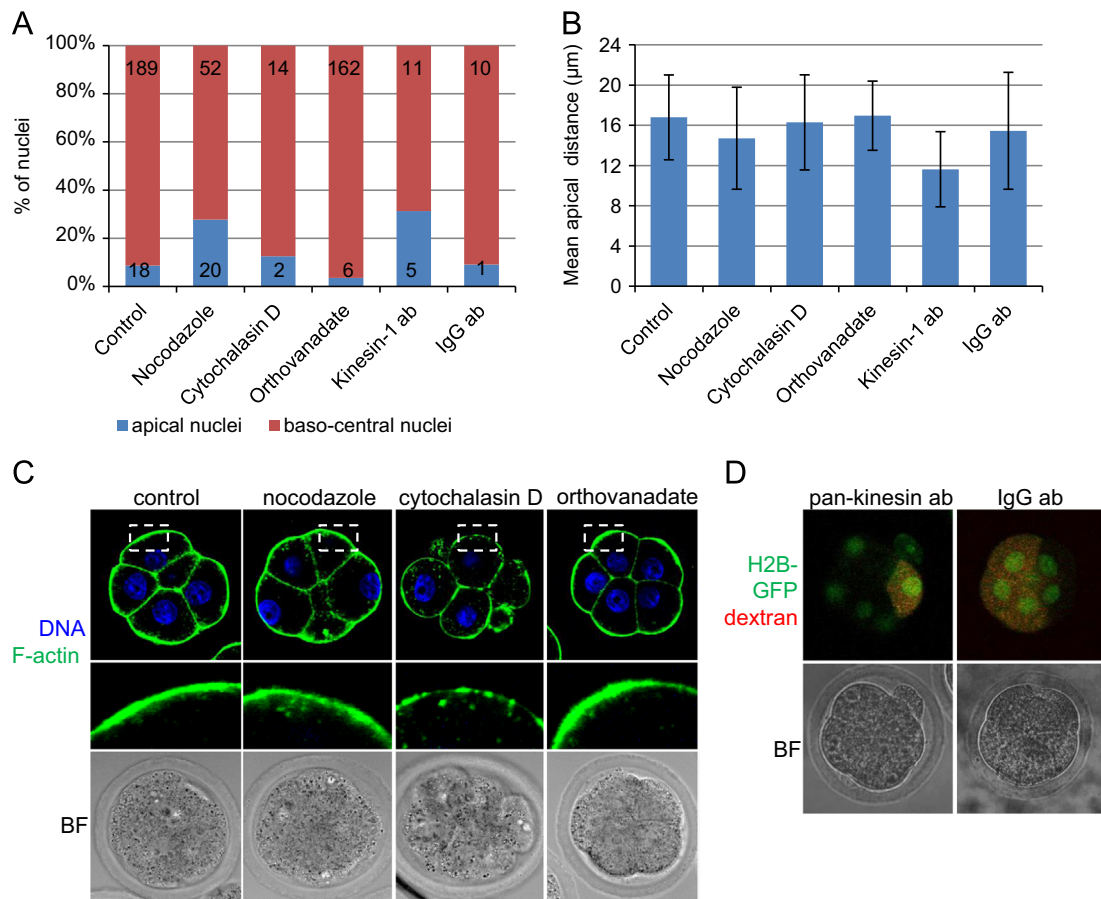 A
100%
80%
60%
40%
20%
0%
% of nuclei
189 52 14 162 11 10
18 20 2 6 5 1
Control
Nocodazole
Cytochalasin D
Orthovanadate
Kinesin-1 ab
IgG ab
apical nuclei baso-central nuclei
B
24
20
16
12
8
4
0
Mean apical distance (μm)
Control
Nocodazole
Cytochalasin D
Orthovanadate
Kinesin-1 ab
IgG ab
C
control nocodazole cytochalasin D orthovanadate
DNA
F-actin
BF
D
pan-kinesin ab IgG ab
H2B-
GFP
dextran
BF